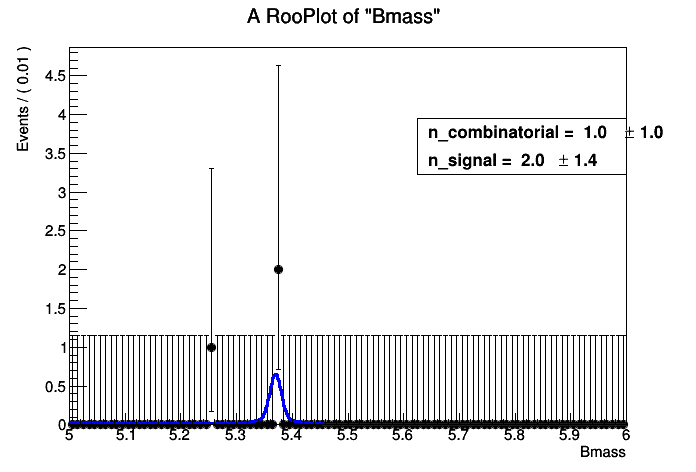 A RooPlot of "Bmass"
Events / ( 0.01 )
4.5
4
3.5
3
2.5
2
1.5
1
0.5
0
n_combinatorial = 1.0 ± 1.0
n_signal = 2.0 ± 1.4
5 5.1 5.2 5.3 5.4 5.5 5.6 5.7 5.8 5.9 6
Bmass